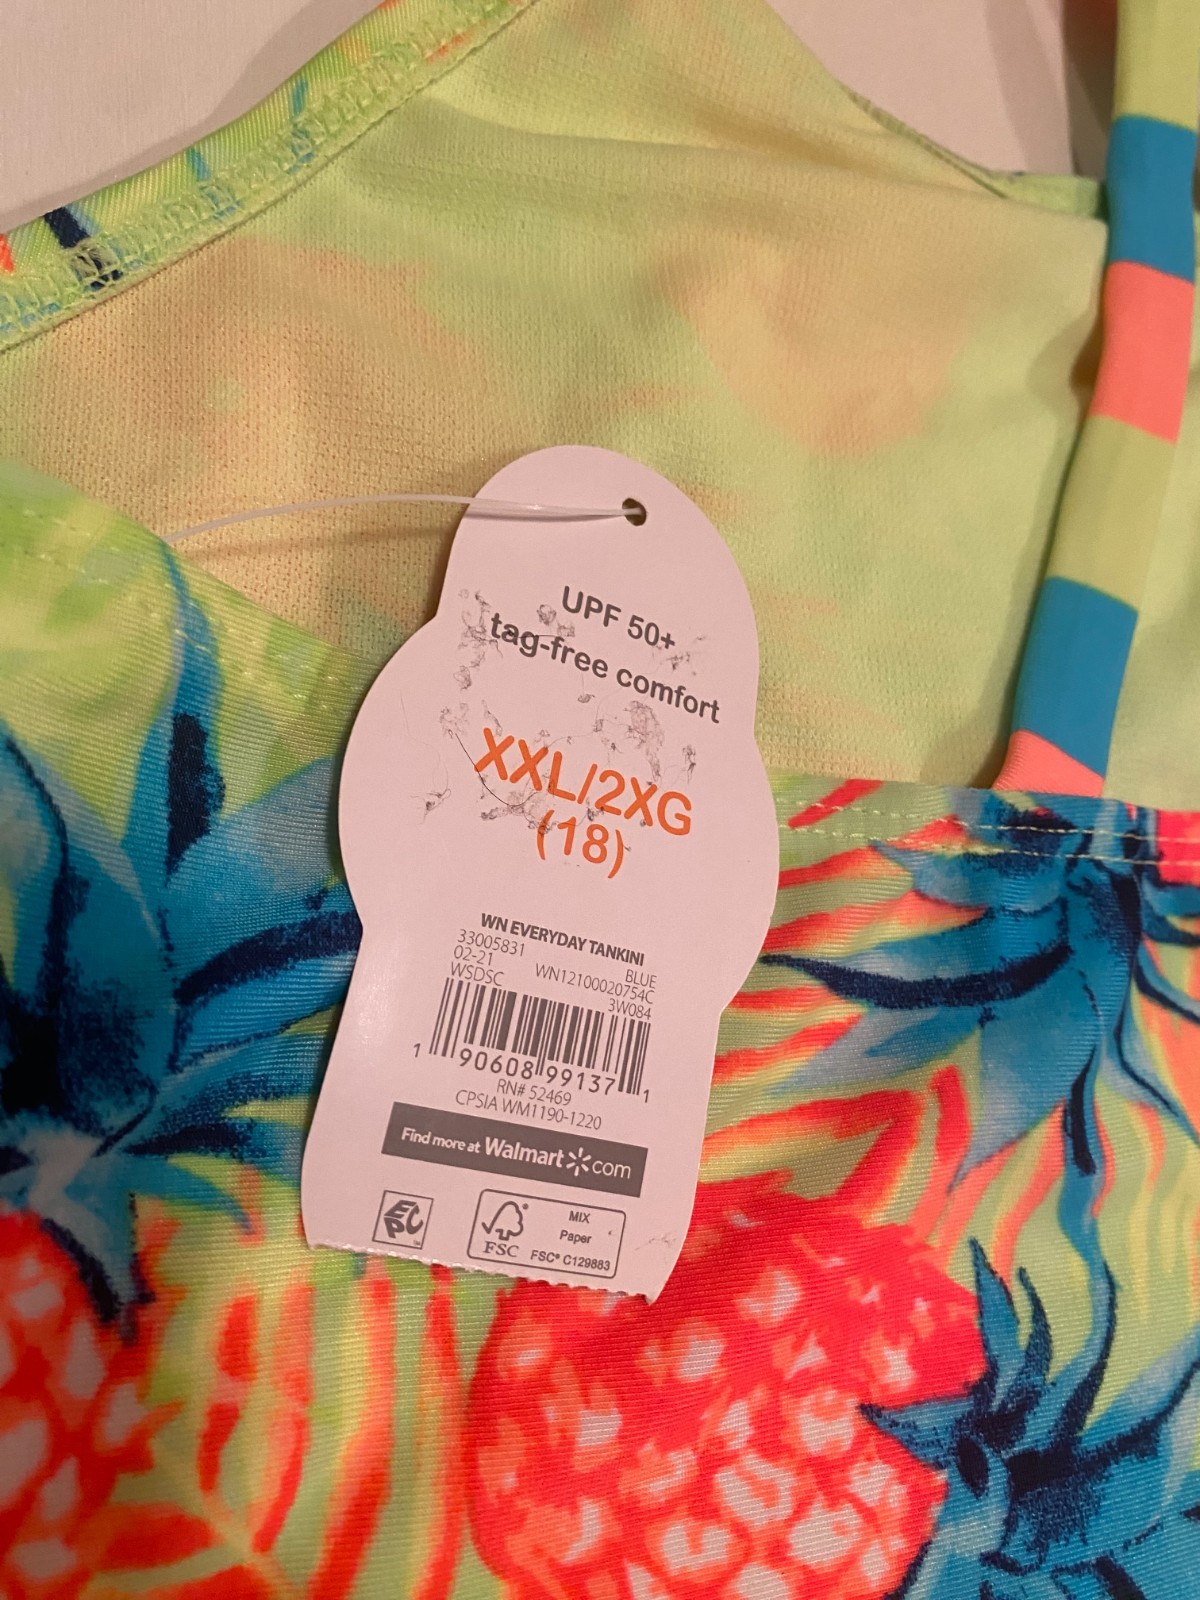 UPF 50+
tag-free comfort
XXL/2XG
(18)
WN EVERYDAY TANKINI
33005831 BLUE
02-21 WN12100020754C
WSDSC 3W084
1 90608 99137 1
RN# 52469
CPSIA WM1190-1220
Find more at Walmart com
EPC
FSC
MIX
Paper
FSC® C129883